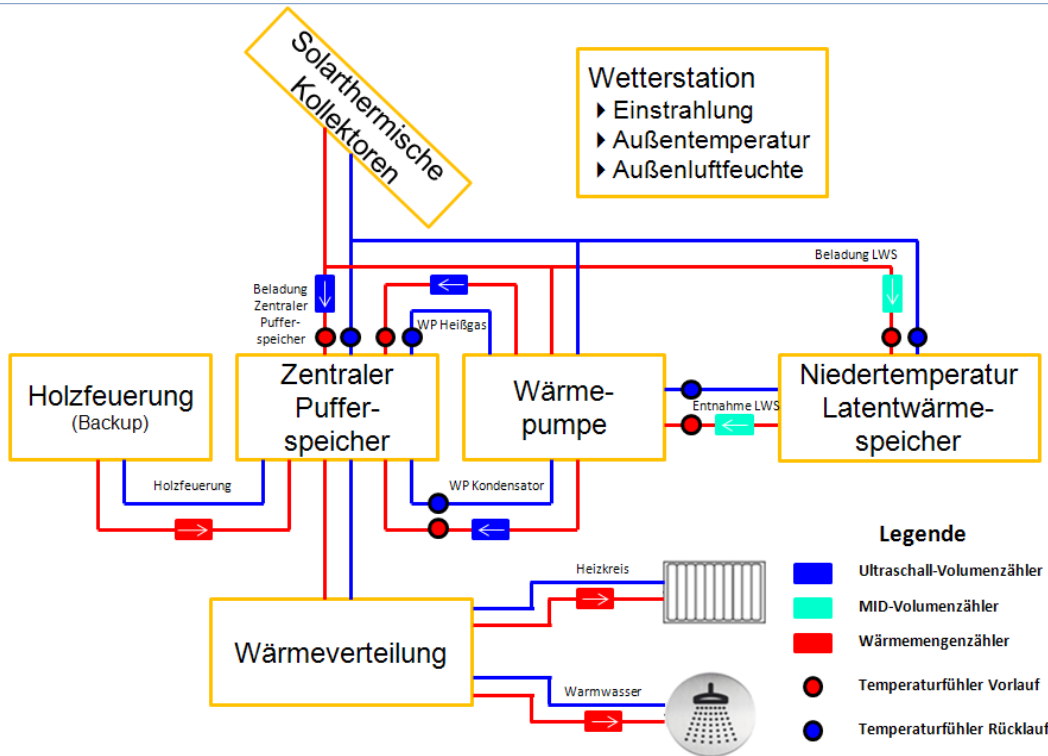 Solarthermische
Kollektoren
Wetterstation
Einstrahlung
Außentemperatur
Außenluftfeuchte
Beladung LWS
Beladung
Zentraler
Puffer-
speicher
WP Heißgas
Holzfeuerung
(Backup)
Zentraler
Puffer-
speicher
Wärme-
pumpe
Niedertemperatur
Latentwärme-
speicher
Entnahme LWS
Holzfeuerung
WP Kondensator
Wärmeverteilung
Heizkreis
Warmwasser
Legende
Ultraschall-Volumenzähler
MID-Volumenzähler
Wärmemengenzähler
Temperaturfühler Vorlauf
Temperaturfühler Rücklauf